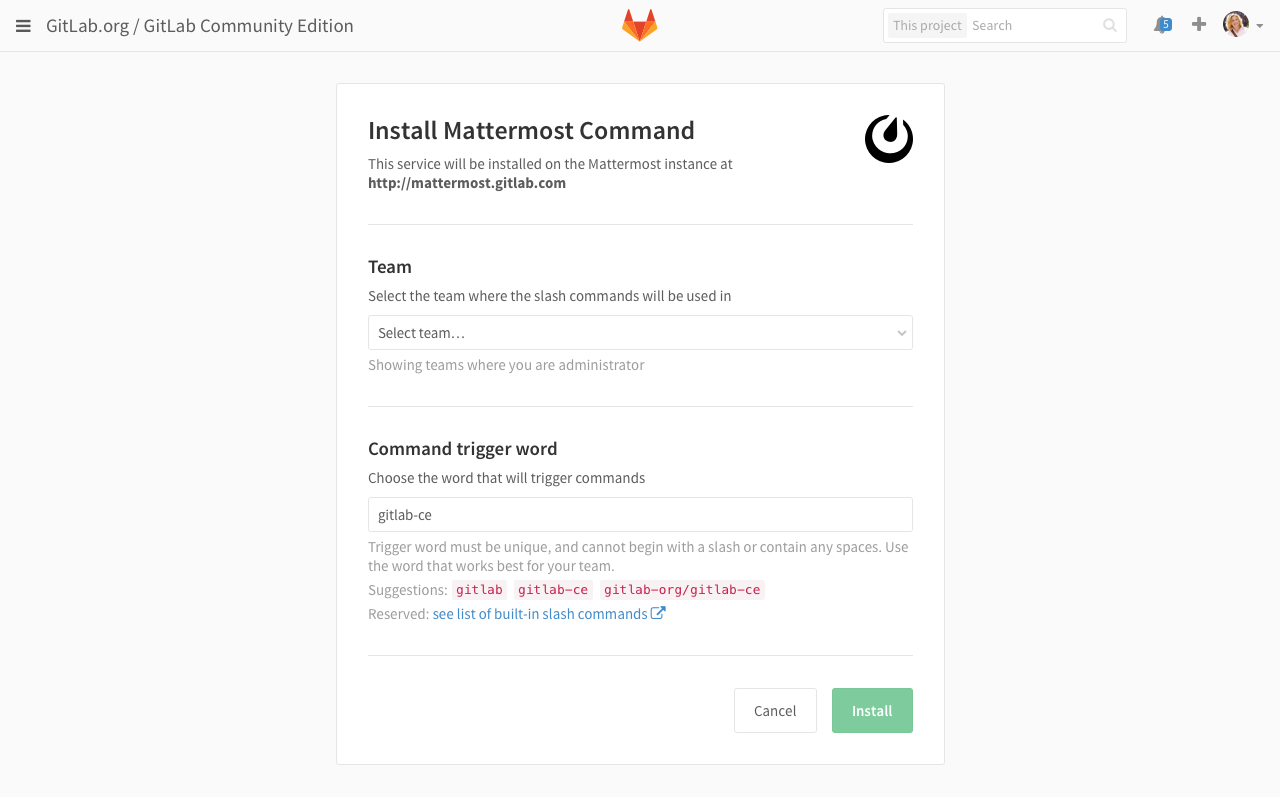 GitLab.org / GitLab Community Edition
This project Search
5
Install Mattermost Command
This service will be installed on the Mattermost instance at
http://mattermost.gitlab.com
Team
Select the team where the slash commands will be used in
Select team…
Showing teams where you are administrator
Command trigger word
Choose the word that will trigger commands
gitlab-ce
Trigger word must be unique, and cannot begin with a slash or contain any spaces. Use
the word that works best for your team.
Suggestions: gitlab gitlab-ce gitlab-org/gitlab-ce
Reserved: see list of built-in slash commands
Cancel Install